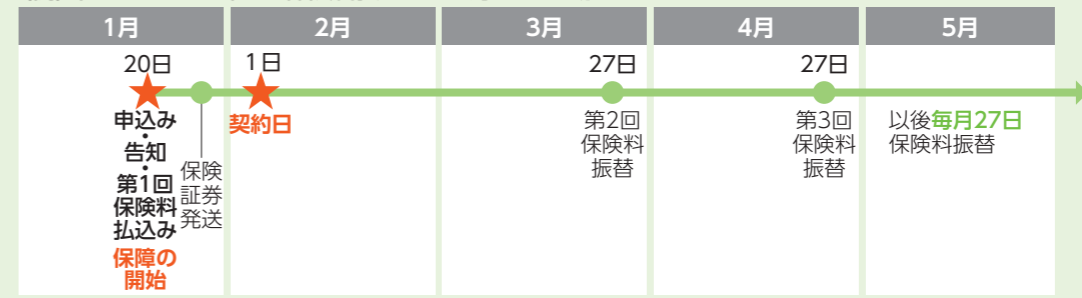 1月
2月
3月
4月
5月
20日
1日
27日
27日
申込み
・
告知
・
第1回
保険料
払込み
保障の
開始
保険
証券
発送
契約日
第2回
保険料
振替
第3回
保険料
振替
以後毎月27日
保険料振替